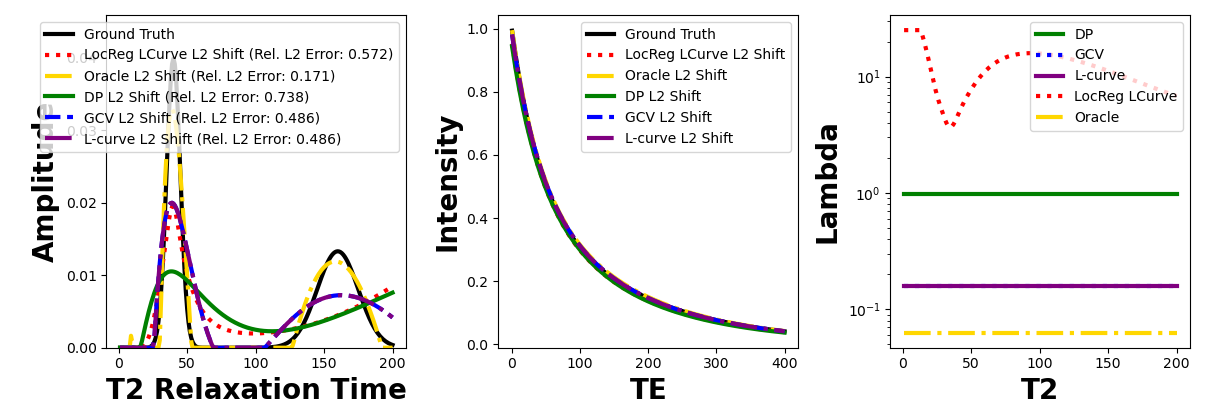 Ground Truth
LocReg LCurve L2 Shift (Rel. L2 Error: 0.572)
Oracle L2 Shift (Rel. L2 Error: 0.171)
DP L2 Shift (Rel. L2 Error: 0.738)
GCV L2 Shift (Rel. L2 Error: 0.486)
L-curve L2 Shift (Rel. L2 Error: 0.486)
Amplitude
0.04
0.03
0.02
0.01
0.00
0 50 100 150 200
T2 Relaxation Time
Ground Truth
LocReg LCurve L2 Shift
Oracle L2 Shift
DP L2 Shift
GCV L2 Shift
L-curve L2 Shift
Intensity
1.0
0.8
0.6
0.4
0.2
0.0
0 100 200 300 400
TE
DP
GCV
L-curve
LocReg LCurve
Oracle
Lambda
10¹
10⁰
10⁻¹
0 50 100 150 200
T2